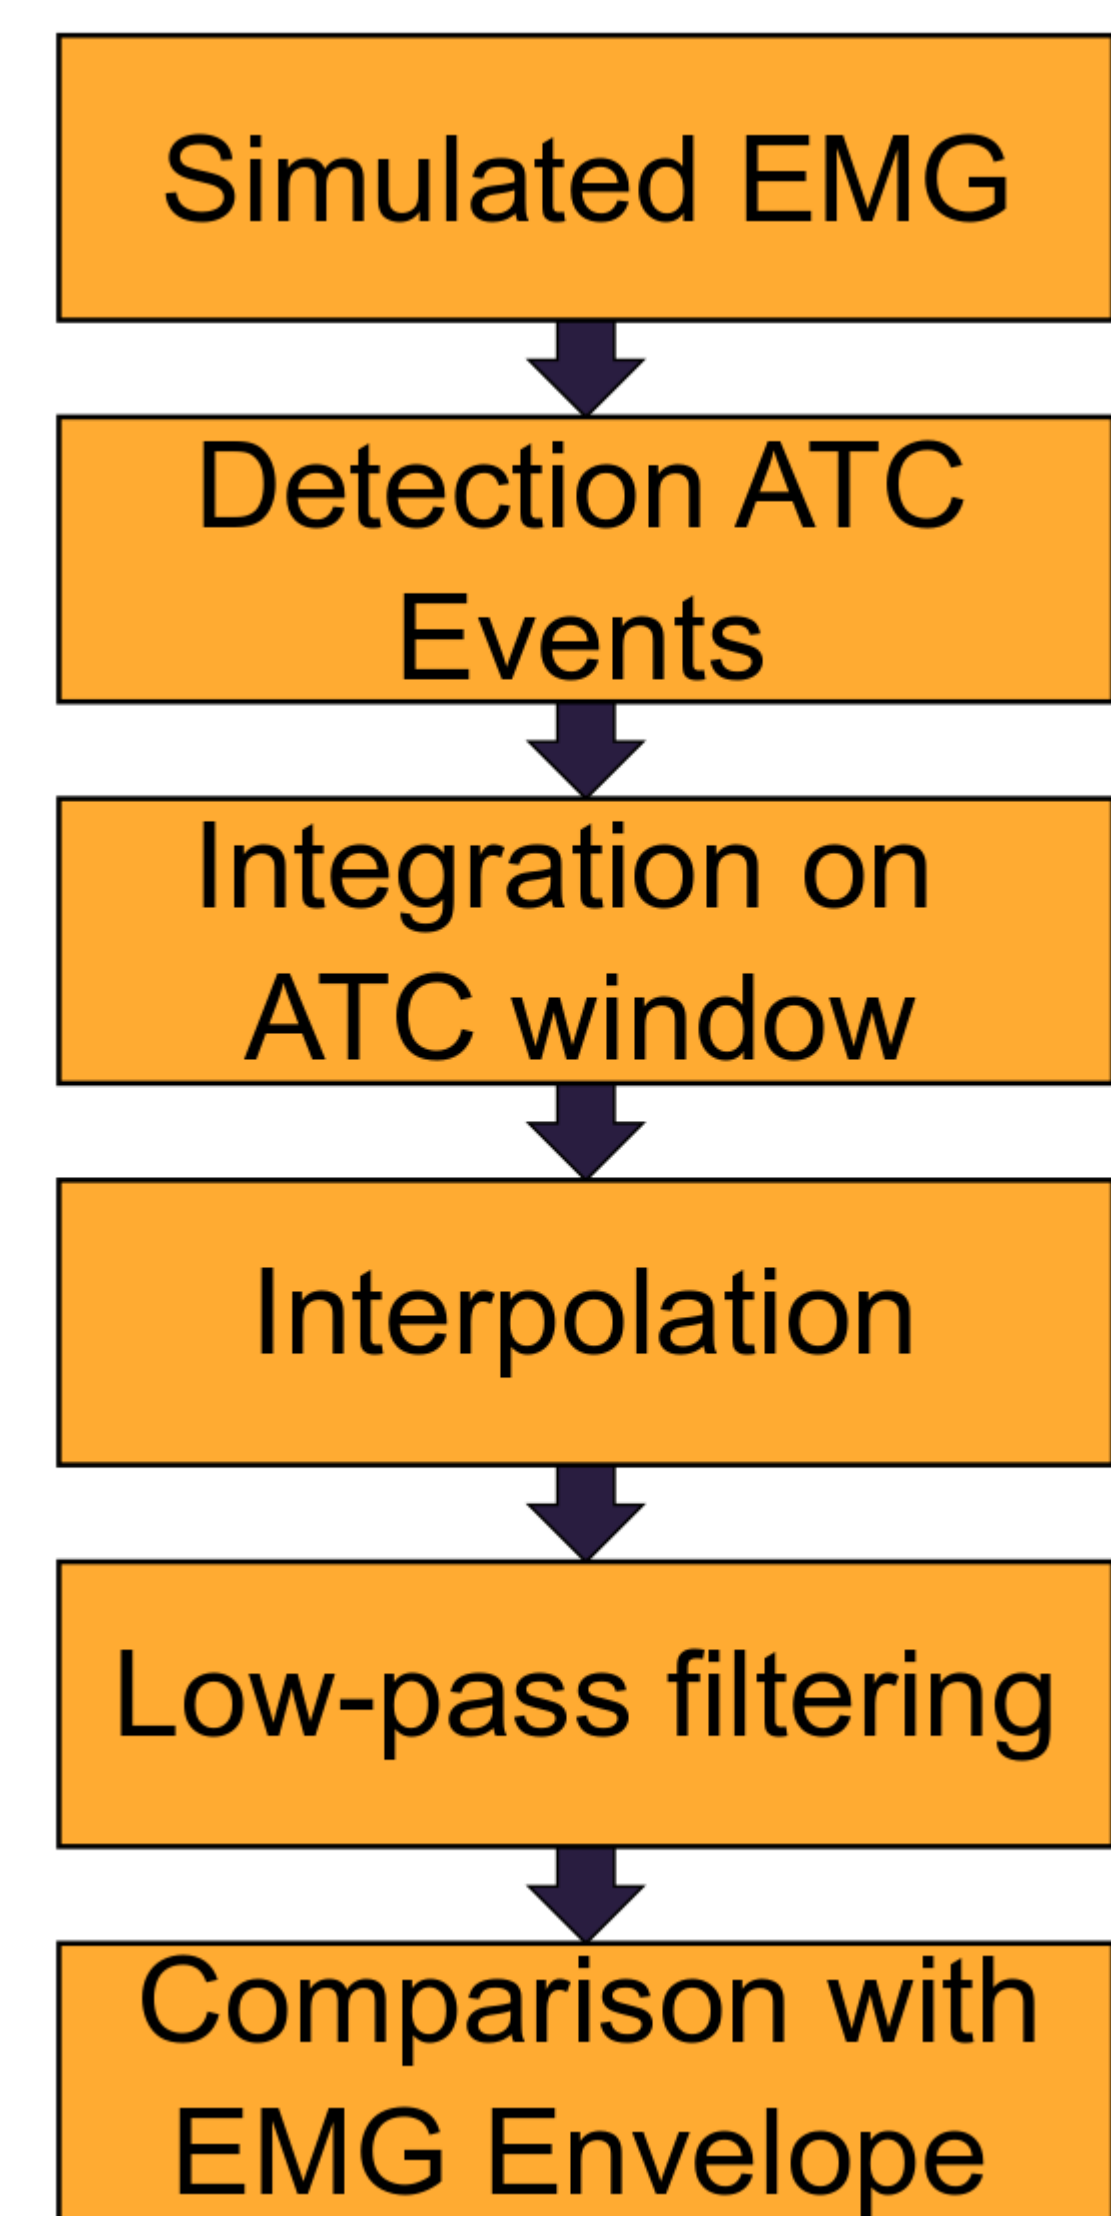 Simulated EMG
Detection ATC
Events
Integration on
ATC window
Interpolation
Low-pass filtering
Comparison with
EMG Envelope